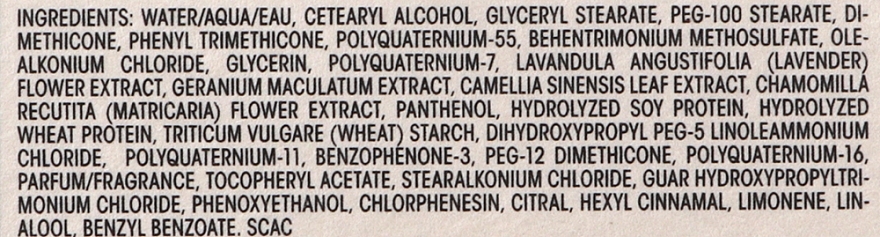 INGREDIENTS: WATER/AQUA/EAU, CETEARYL ALCOHOL, GLYCERYL STEARATE, PEG-100 STEARATE, DI-
METHICONE, PHENYL TRIMETHICONE, POLYQUATERNIUM-55, BEHENTRIMONIUM METHOSULFATE, OLE-
ALKONIUM CHLORIDE, GLYCERIN, POLYQUATERNIUM-7, LAVANDULA ANGUSTIFOLIA (LAVENDER)
FLOWER EXTRACT, GERANIUM MACULATUM EXTRACT, CAMELLIA SINENSIS LEAF EXTRACT, CHAMOMILLA
RECUTITA (MATRICARIA) FLOWER EXTRACT, PANTHENOL, HYDROLYZED SOY PROTEIN, HYDROLYZED
WHEAT PROTEIN, TRITICUM VULGARE (WHEAT) STARCH, DIHYDROXYPROPYL PEG-5 LINOLEAMMONIUM
CHLORIDE, POLYQUATERNIUM-11, BENZOPHENONE-3, PEG-12 DIMETHICONE, POLYQUATERNIUM-16,
PARFUM/FRAGRANCE, TOCOPHERYL ACETATE, STEARALKONIUM CHLORIDE, GUAR HYDROXYPROPYLTRI-
MONIUM CHLORIDE, PHENOXYETHANOL, CHLORPHENESIN, CITRAL, HEXYL CINNAMAL, LIMONENE, LIN-
ALOOL, BENZYL BENZOATE. SCAC